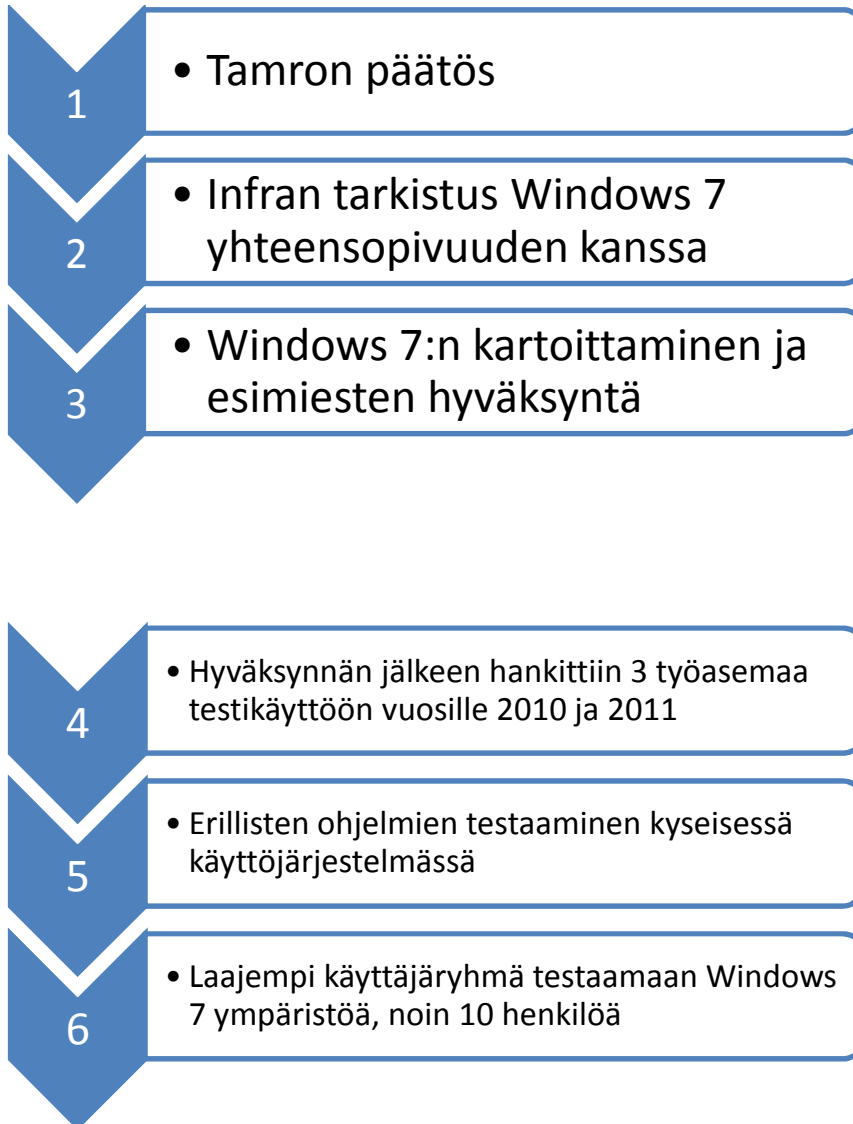 1
• Tamron päätös
2
• Infran tarkistus Windows 7
yhteensopivuuden kanssa
3
• Windows 7:n kartoittaminen ja
esimiesten hyväksyntä
4
• Hyväksynnän jälkeen hankittiin 3 työasemaa
testikäyttöön vuosille 2010 ja 2011
5
• Erillisten ohjelmien testaaminen kyseisessä
käyttöjärjestelmässä
6
• Laajempi käyttäjäryhmä testaamaan Windows
7 ympäristöä, noin 10 henkilöä